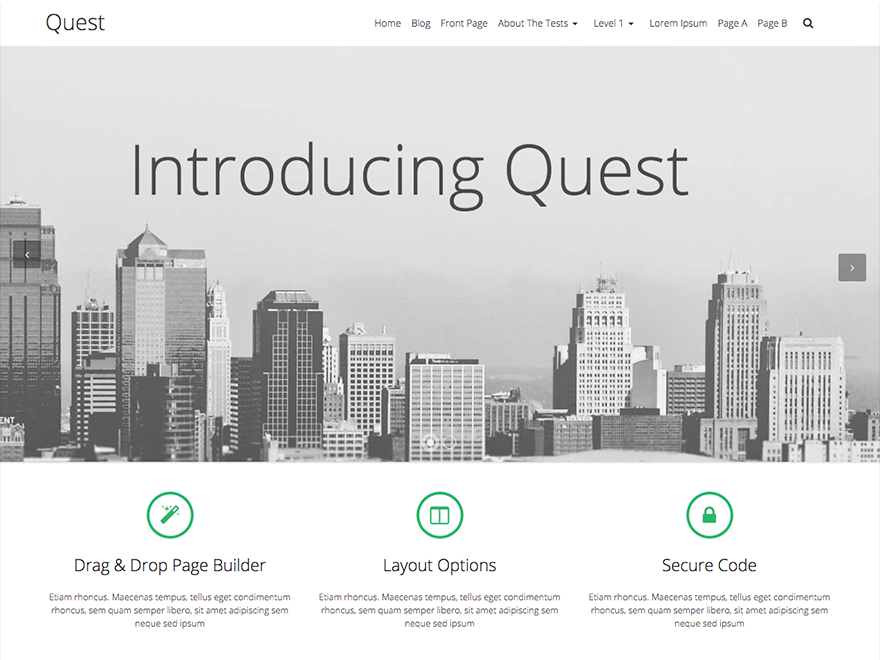 Quest
Home Blog Front Page About The Tests Level 1 Lorem Ipsum Page A Page B
Introducing Quest
ENT
Drag & Drop Page Builder
Etiam rhoncus. Maecenas tempus, tellus eget condimentum
rhoncus, sem quam semper libero, sit amet adipiscing sem
neque sed ipsum
Layout Options
Etiam rhoncus. Maecenas tempus, tellus eget condimentum
rhoncus, sem quam semper libero, sit amet adipiscing sem
neque sed ipsum
Secure Code
Etiam rhoncus. Maecenas tempus, tellus eget condimentum
rhoncus, sem quam semper libero, sit amet adipiscing sem
neque sed ipsum